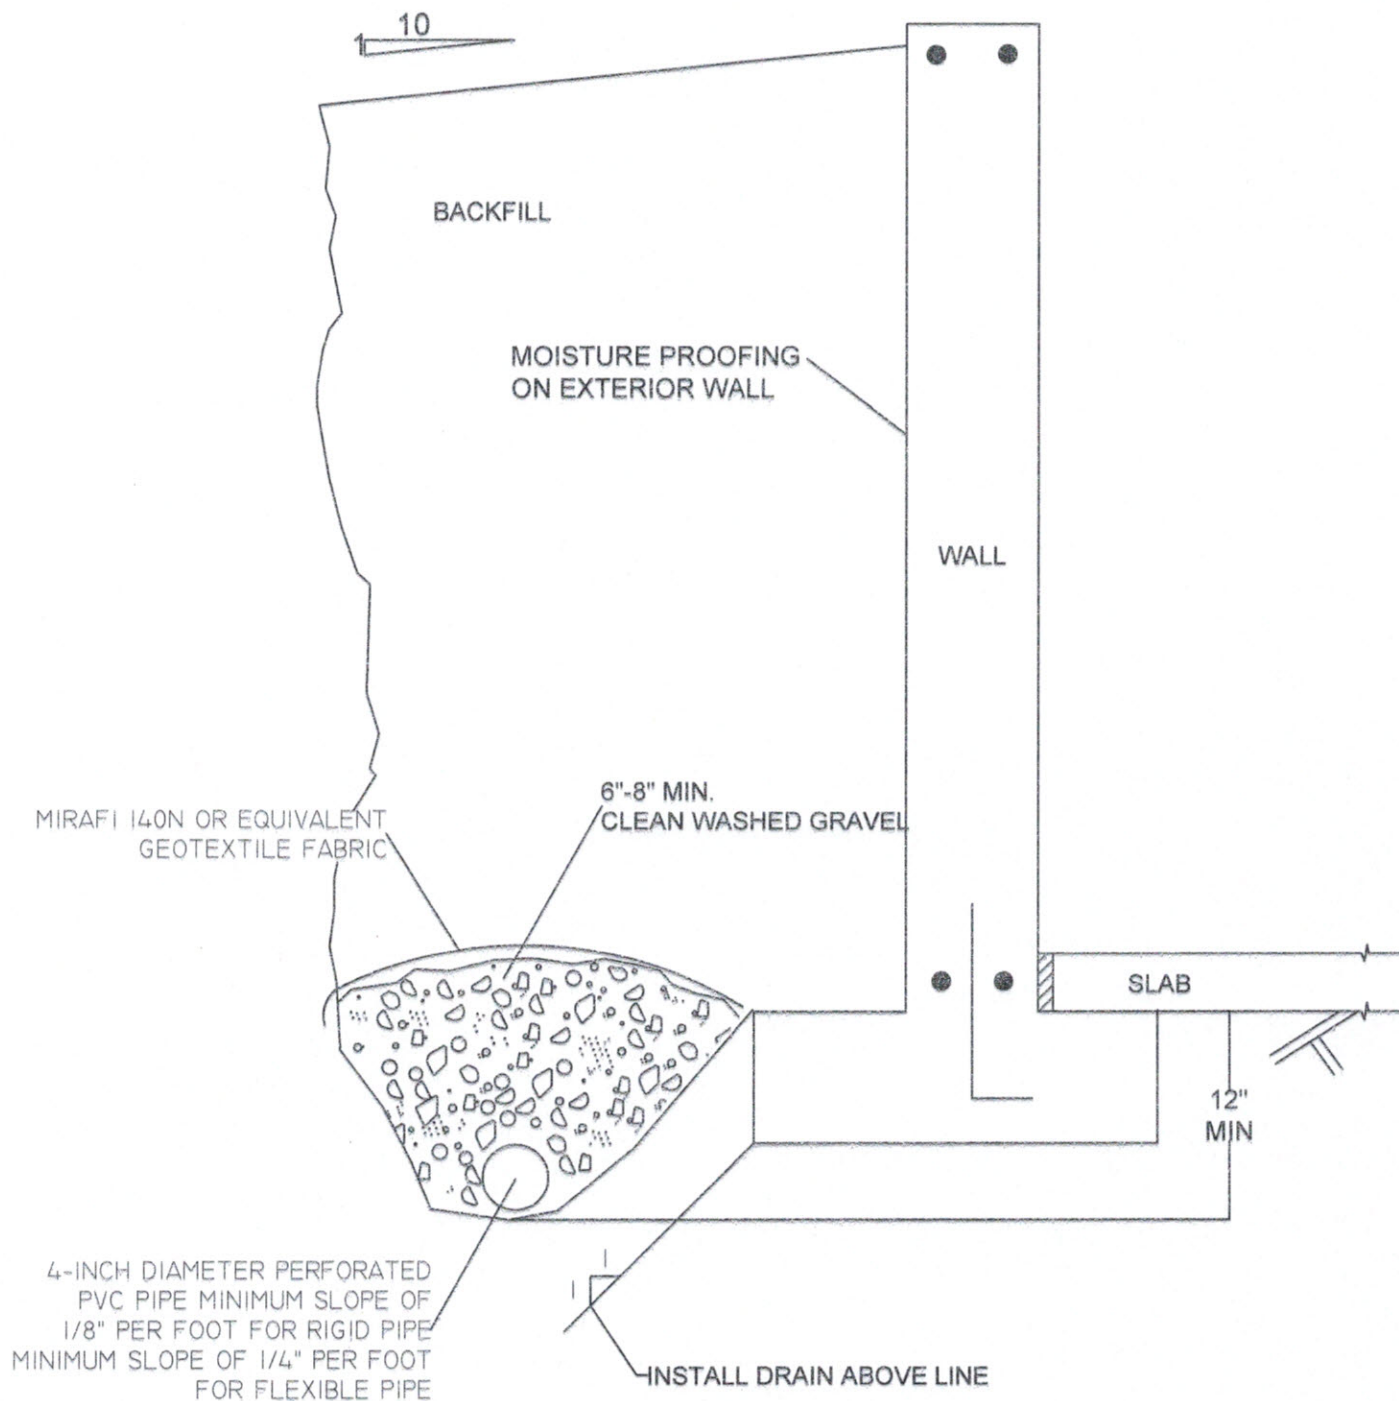 10
1
BACKFILL
MOISTURE PROOFING
ON EXTERIOR WALL
WALL
6"-8" MIN.
CLEAN WASHED GRAVEL
MIRAFI 140N OR EQUIVALENT
GEOTEXTILE FABRIC
SLAB
12"
MIN
4-INCH DIAMETER PERFORATED
PVC PIPE MINIMUM SLOPE OF
1/8" PER FOOT FOR RIGID PIPE
MINIMUM SLOPE OF 1/4" PER FOOT
FOR FLEXIBLE PIPE
1
1
INSTALL DRAIN ABOVE LINE